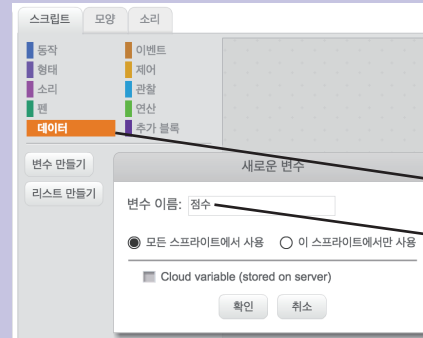 스크립트 모양 소리
동작 이벤트
형태 제어
소리 관찰
펜 연산
데이터 추가 블록
변수 만들기
리스트 만들기
새로운 변수
변수 이름: 점수
모든 스프라이트에서 사용 이 스프라이트에서만 사용
Cloud variable (stored on server)
확인 취소